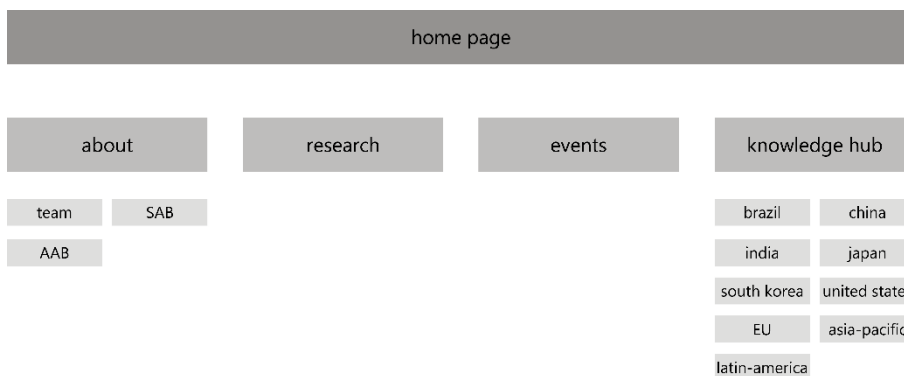 home page
about
research
events
knowledge hub
team
SAB
AAB
brazil
china
india
japan
south korea
united state
EU
asia-pacific
latin-america